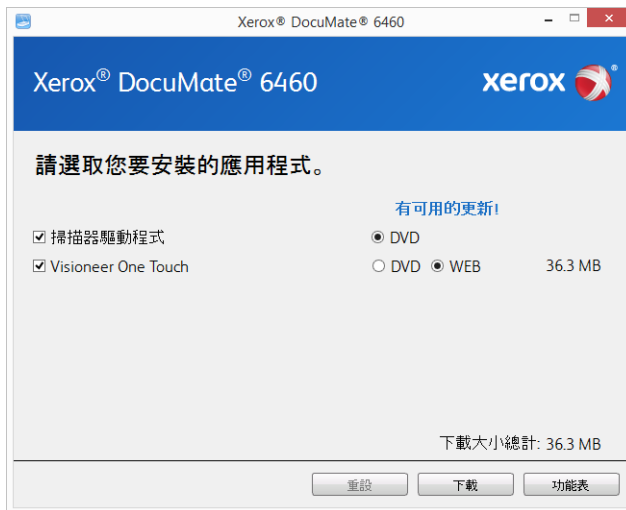 Xerox® DocuMate® 6460
Xerox® DocuMate® 6460
xerox ®
請選取您要安裝的應用程式。
有可用的更新!
掃描器驅動程式 DVD
Visioneer One Touch DVD WEB 36.3 MB
下載大小總計: 36.3 MB
重設 下載 功能表